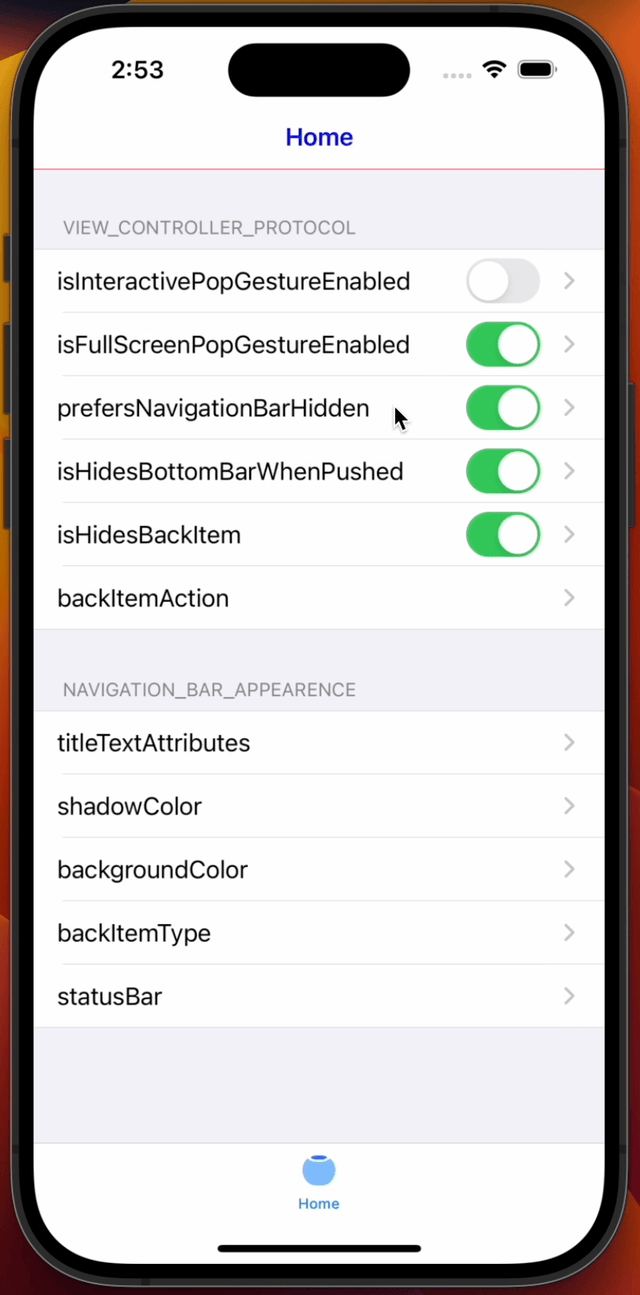 2:53
Home
VIEW_CONTROLLER_PROTOCOL
isInteractivePopGestureEnabled
isFullScreenPopGestureEnabled
prefersNavigationBarHidden
isHidesBottomBarWhenPushed
isHidesBackItem
backItemAction
NAVIGATION_BAR_APPEARENCE
titleTextAttributes
shadowColor
backgroundColor
backItemType
statusBar
Home